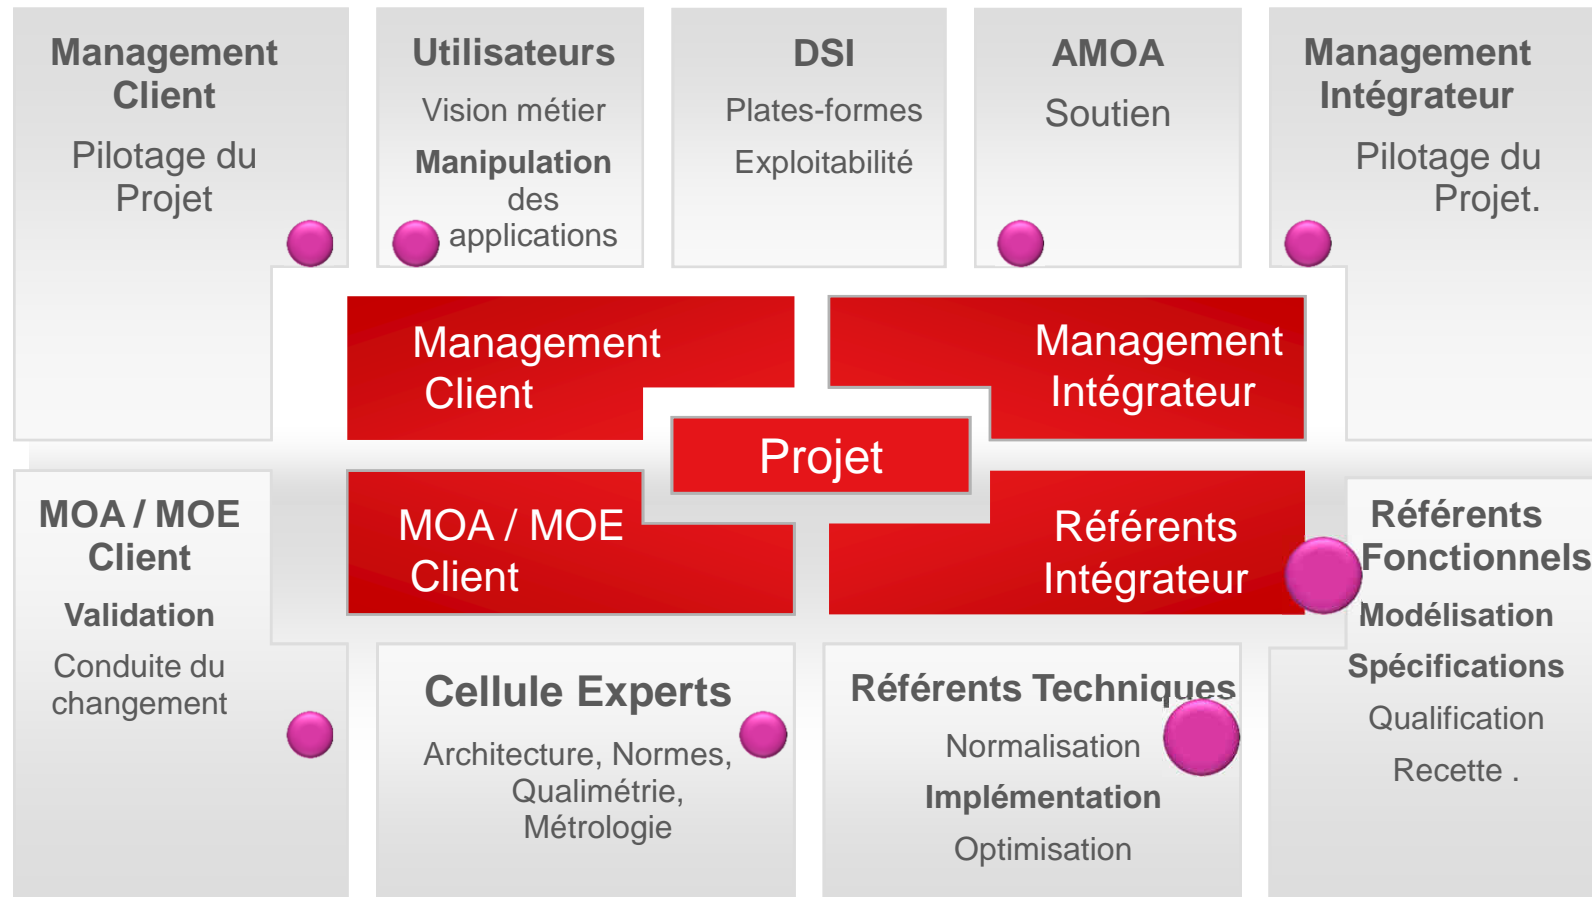 Management
Client
Pilotage du
Projet
Utilisateurs
Vision métier
Manipulation
des
applications
DSI
Plates-formes
Exploitabilité
AMOA
Soutien
Management
Intégrateur
Pilotage du
Projet.
Management
Client
Management
Intégrateur
Projet
MOA / MOE
Client
Référents
Intégrateur
MOA / MOE
Client
Validation
Conduite du
changement
Cellule Experts
Architecture, Normes,
Qualimétrie,
Métrologie
Référents Techniques
Normalisation
Implémentation
Optimisation
Référents
Fonctionnels
Modélisation
Spécifications
Qualification
Recette .